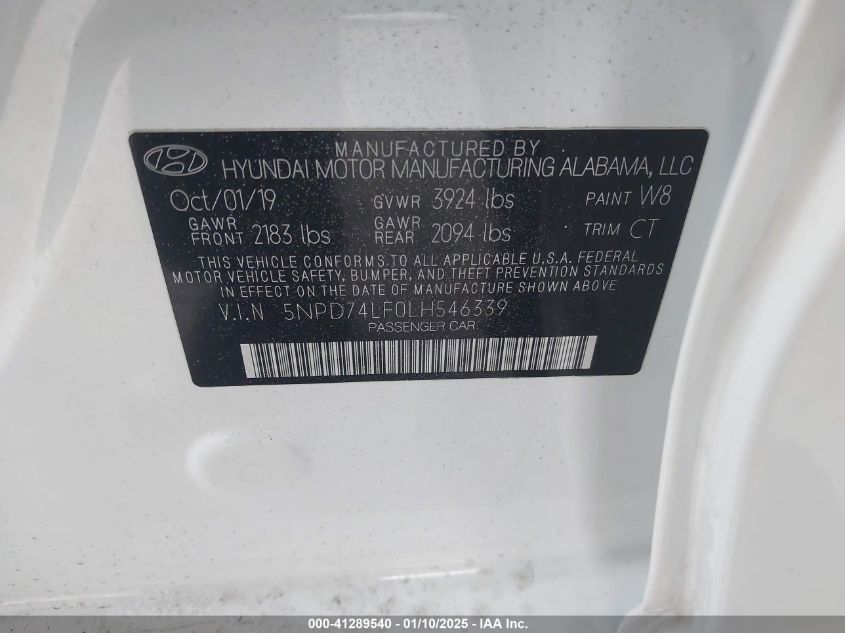 MANUFACTURED BY
HYUNDAI MOTOR MANUFACTURING ALABAMA, LLC
Oct/01/19 GVWR 3924 lbs PAINT W8
GAWR FRONT 2183 lbs GAWR REAR 2094 lbs TRIM CT
THIS VEHICLE CONFORMS TO ALL APPLICABLE U.S.A. FEDERAL
MOTOR VEHICLE SAFETY, BUMPER, AND THEFT PREVENTION STANDARDS
IN EFFECT ON THE DATE OF MANUFACTURE SHOWN ABOVE
V.I.N 5NPD74LF0LH546339
PASSENGER CAR
000-41289540 - 01/10/2025 - IAA Inc.